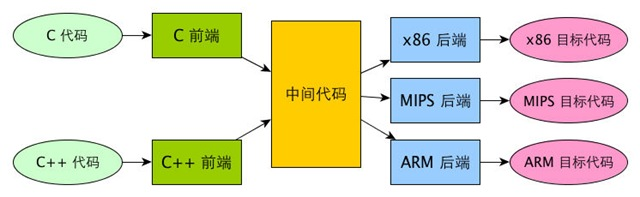 C 代码
C 前端
x86 后端
x86 目标代码
中间代码
MIPS 后端
MIPS 目标代码
C++ 代码
C++ 前端
ARM 后端
ARM 目标代码